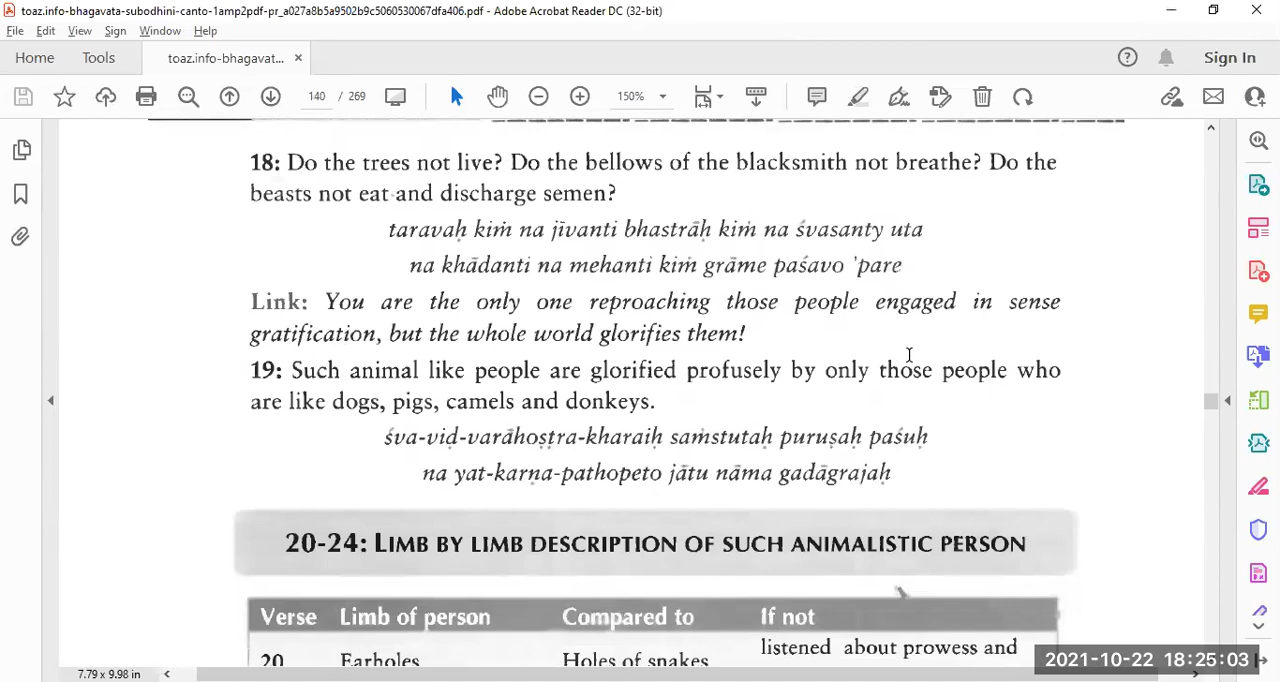 toaz.info-bhagavata-subodhini-canto-1amp2pdf-pr_a027a8b5a9502b9c5060530067dfa406.pdf - Adobe Acrobat Reader DC (32-bit)
File Edit View Sign Window Help
Home Tools toaz.info-bhagavat... × Sign In
140 / 269 150%
18: Do the trees not live? Do the bellows of the blacksmith not breathe? Do the
beasts not eat and discharge semen?
taravaḥ kiṁ na jīvanti bhastrāḥ kiṁ na śvasanty uta
na khādanti na mehanti kiṁ grāme paśavo 'pare
Link: You are the only one reproaching those people engaged in sense
gratification, but the whole world glorifies them!
19: Such animal like people are glorified profusely by only those people who
are like dogs, pigs, camels and donkeys.
śva-viḍ-varāhoṣṭra-kharaiḥ saṁstutaḥ puruṣaḥ paśuḥ
na yat-karṇa-pathopeto jātu nāma gadāgrajaḥ
20-24: LIMB BY LIMB DESCRIPTION OF SUCH ANIMALISTIC PERSON
Verse Limb of person Compared to If not
listened about prowess and
20 Earholes Holes of snakes
2021-10-22 18:25:03
7.79 x 9.98 in